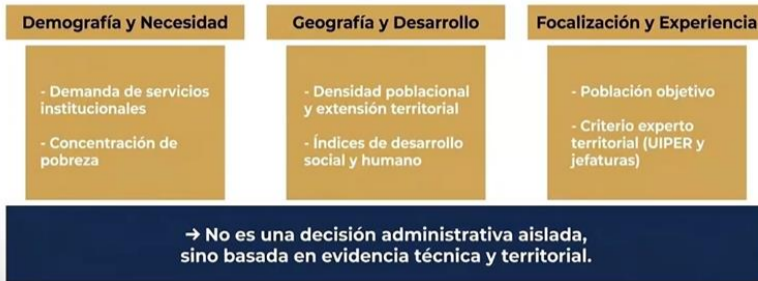 Demografía y Necesidad
- Demanda de servicios
institucionales
- Concentración de
pobreza
Geografía y Desarrollo
- Densidad poblacional
y extensión territorial
- Índices de desarrollo
social y humano
Focalización y Experiencia
- Población objetivo
- Criterio experto
territorial (UIPER y
jefaturas)
→ No es una decisión administrativa aislada,
sino basada en evidencia técnica y territorial.